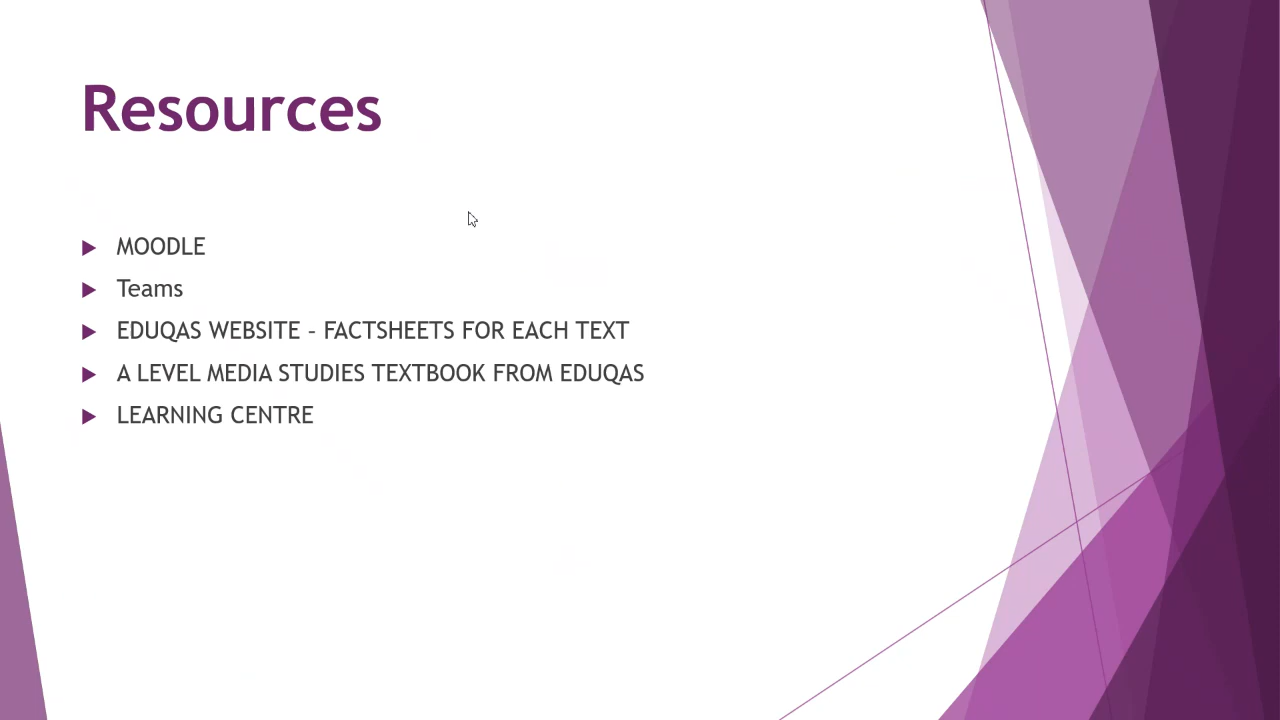 Resources
MOODLE
Teams
EDUQAS WEBSITE – FACTSHEETS FOR EACH TEXT
A LEVEL MEDIA STUDIES TEXTBOOK FROM EDUQAS
LEARNING CENTRE